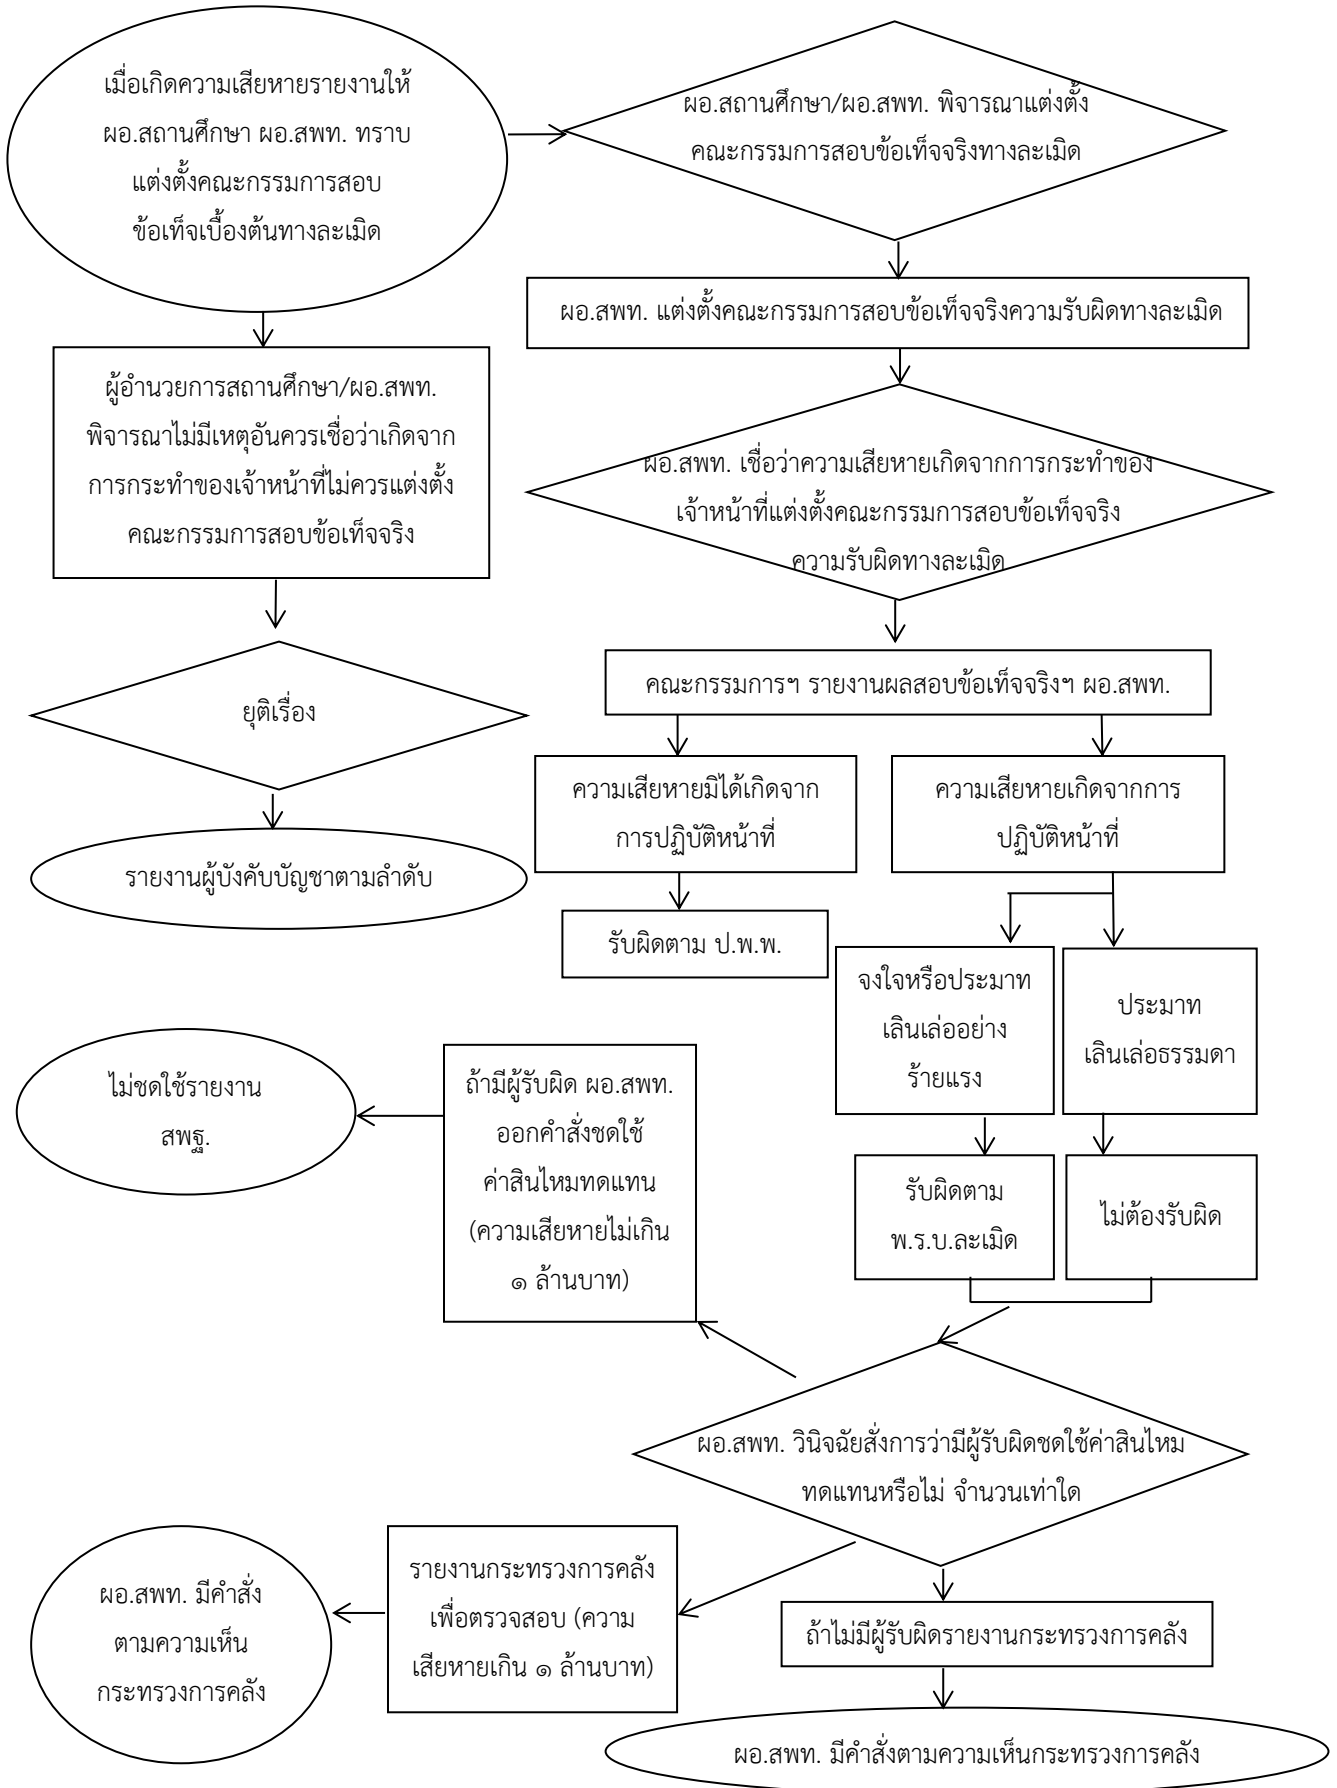 เมื่อเกิดความเสียหายรายงานให้
ผอ.สถานศึกษา ผอ.สพท. ทราบ
แต่งตั้งคณะกรรมการสอบ
ข้อเท็จเบื้องต้นทางละเมิด
ผอ.สถานศึกษา/ผอ.สพท. พิจารณาแต่งตั้ง
คณะกรรมการสอบข้อเท็จจริงทางละเมิด
ผอ.สพท. แต่งตั้งคณะกรรมการสอบข้อเท็จจริงความรับผิดทางละเมิด
ผู้อำนวยการสถานศึกษา/ผอ.สพท.
พิจารณาไม่มีเหตุอันควรเชื่อว่าเกิดจาก
การกระทำของเจ้าหน้าที่ไม่ควรแต่งตั้ง
คณะกรรมการสอบข้อเท็จจริง
ผอ.สพท. เชื่อว่าความเสียหายเกิดจากการกระทำของ
เจ้าหน้าที่แต่งตั้งคณะกรรมการสอบข้อเท็จจริง
ความรับผิดทางละเมิด
ยุติเรื่อง
รายงานผู้บังคับบัญชาตามลำดับ
คณะกรรมการฯ รายงานผลสอบข้อเท็จจริงฯ ผอ.สพท.
ความเสียหายมิได้เกิดจาก
การปฏิบัติหน้าที่
ความเสียหายเกิดจากการ
ปฏิบัติหน้าที่
รับผิดตาม ป.พ.พ.
จงใจหรือประมาท
เลินเล่ออย่าง
ร้ายแรง
ประมาท
เลินเล่อธรรมดา
ไม่ชดใช้รายงาน
สพฐ.
ถ้ามีผู้รับผิด ผอ.สพท.
ออกคำสั่งชดใช้
ค่าสินไหมทดแทน
(ความเสียหายไม่เกิน
๑ ล้านบาท)
รับผิดตาม
พ.ร.บ.ละเมิด
ไม่ต้องรับผิด
ผอ.สพท. วินิจฉัยสั่งการว่ามีผู้รับผิดชดใช้ค่าสินไหม
ทดแทนหรือไม่ จำนวนเท่าใด
ผอ.สพท. มีคำสั่ง
ตามความเห็น
กระทรวงการคลัง
รายงานกระทรวงการคลัง
เพื่อตรวจสอบ (ความ
เสียหายเกิน ๑ ล้านบาท)
ถ้าไม่มีผู้รับผิดรายงานกระทรวงการคลัง
ผอ.สพท. มีคำสั่งตามความเห็นกระทรวงการคลัง